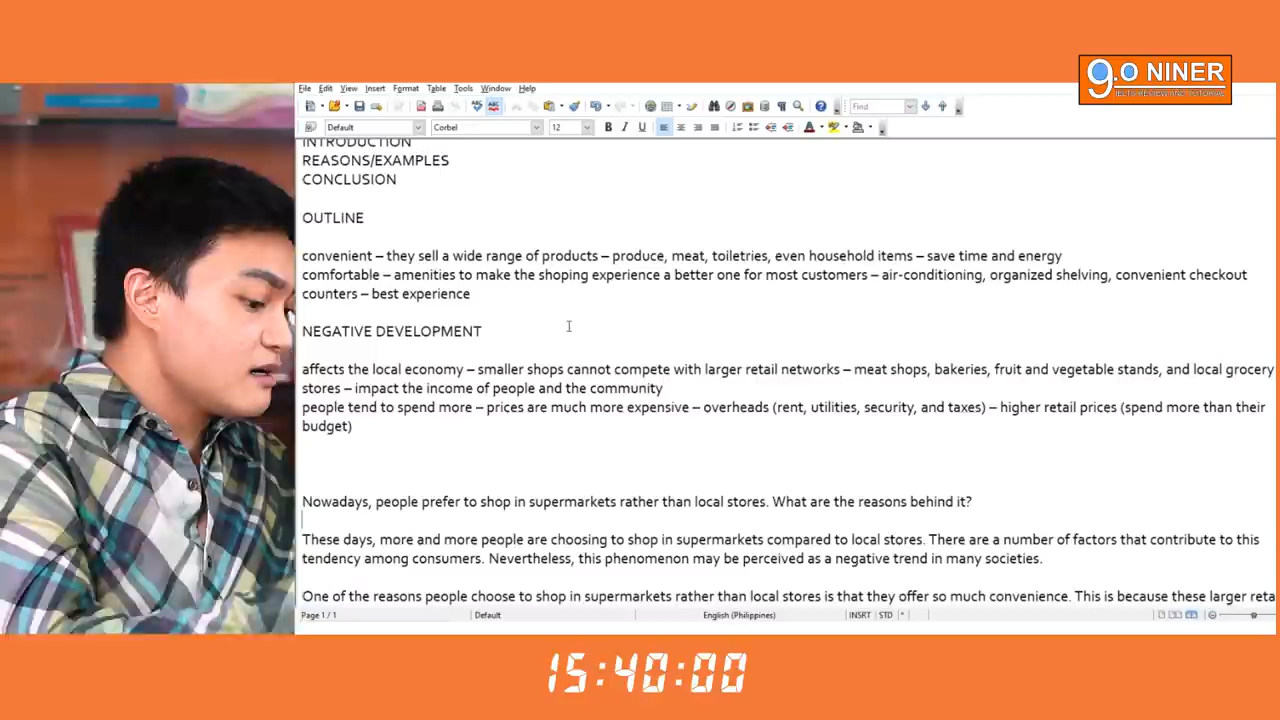 9.0 NINER
IELTS REVIEW AND TUTORIAL
File Edit View Insert Format Table Tools Window Help
Find
Default Corbel 12 B I U
INTRODUCTION
REASONS/EXAMPLES
CONCLUSION
OUTLINE
convenient – they sell a wide range of products – produce, meat, toiletries, even household items – save time and energy
comfortable – amenities to make the shoping experience a better one for most customers – air-conditioning, organized shelving, convenient checkout
counters – best experience
NEGATIVE DEVELOPMENT
affects the local economy – smaller shops cannot compete with larger retail networks – meat shops, bakeries, fruit and vegetable stands, and local grocery
stores – impact the income of people and the community
people tend to spend more – prices are much more expensive – overheads (rent, utilities, security, and taxes) – higher retail prices (spend more than their
budget)
Nowadays, people prefer to shop in supermarkets rather than local stores. What are the reasons behind it?
These days, more and more people are choosing to shop in supermarkets compared to local stores. There are a number of factors that contribute to this
tendency among consumers. Nevertheless, this phenomenon may be perceived as a negative trend in many societies.
One of the reasons people choose to shop in supermarkets rather than local stores is that they offer so much convenience. This is because these larger reta
Page 1 / 1 Default English (Philippines) INSRT STD *
15:40:00